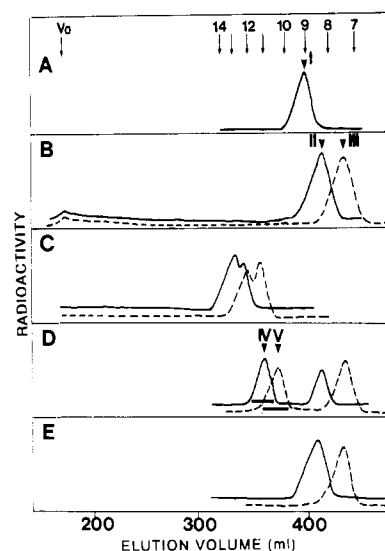 Vo 14 12 10 9 8 7
A I
B II III
C
D IV V
E
RADIOACTIVITY
200 300 400
ELUTION VOLUME (ml)